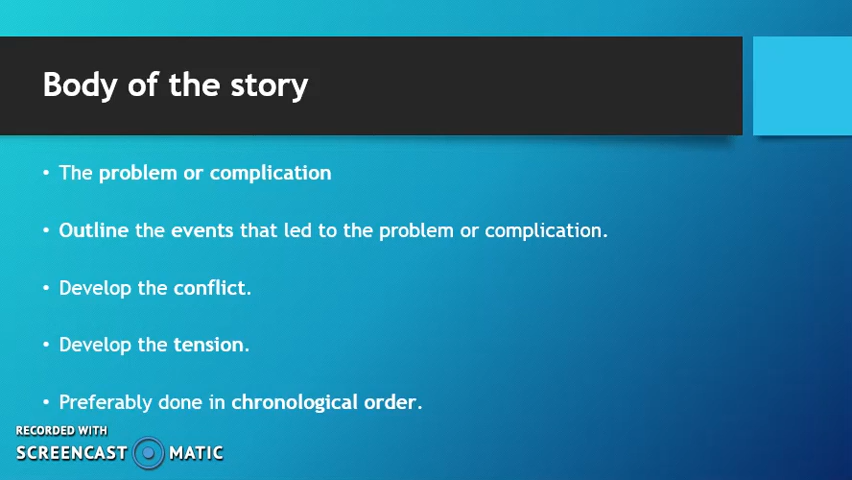 Body of the story
• The problem or complication
• Outline the events that led to the problem or complication.
• Develop the conflict.
• Develop the tension.
• Preferably done in chronological order.
RECORDED WITH
SCREENCAST MATIC